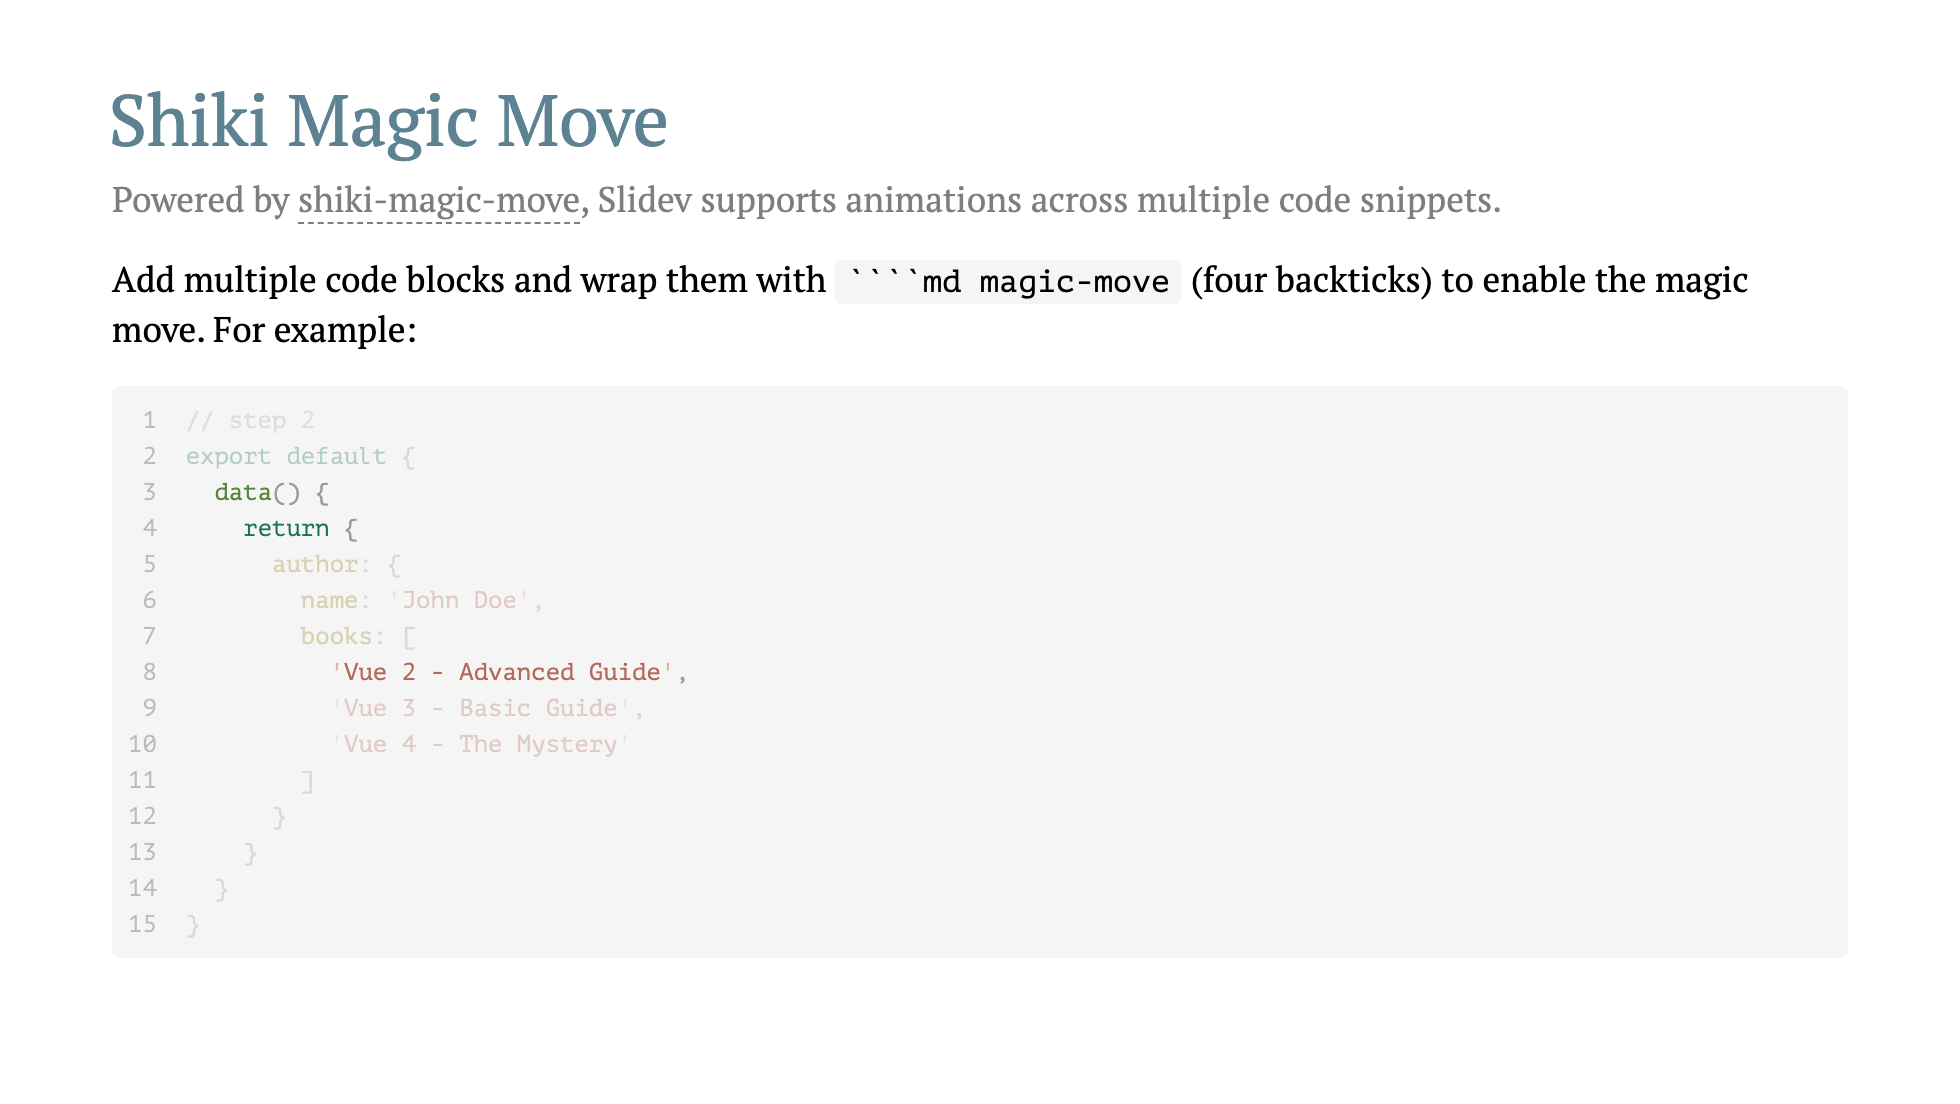 Shiki Magic Move
Powered by shiki-magic-move, Slidev supports animations across multiple code snippets.
Add multiple code blocks and wrap them with ````md magic-move (four backticks) to enable the magic
move. For example:
1 // step 2
2 export default {
3   data() {
4     return {
5       author: {
6         name: 'John Doe',
7         books: [
8           'Vue 2 - Advanced Guide',
9           'Vue 3 - Basic Guide',
10           'Vue 4 - The Mystery'
11         ]
12       }
13     }
14   }
15 }